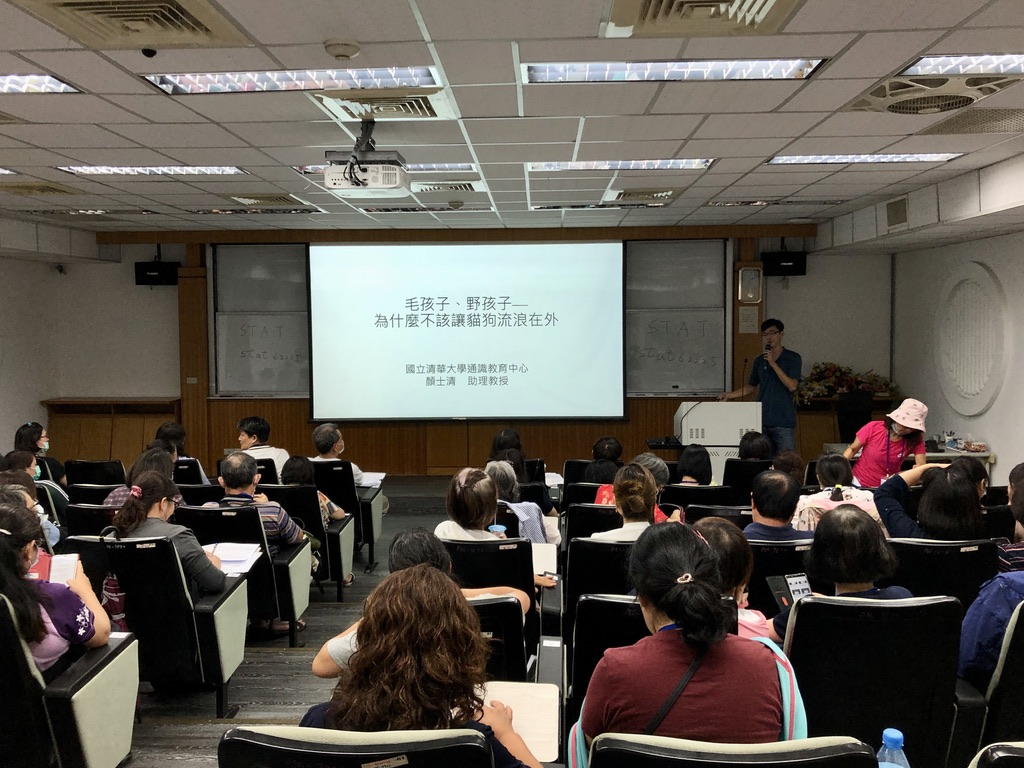 毛孩子、野孩子—
為什麼不該讓貓狗流浪在外
國立清華大學通識教育中心
顏士清 助理教授
STAT
STAT